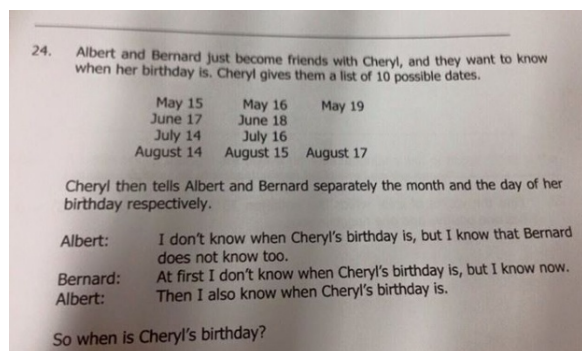 24. Albert and Bernard just become friends with Cheryl, and they want to know
when her birthday is. Cheryl gives them a list of 10 possible dates.
May 15 May 16 May 19
June 17 June 18
July 14 July 16
August 14 August 15 August 17
Cheryl then tells Albert and Bernard separately the month and the day of her
birthday respectively.
Albert: I don't know when Cheryl's birthday is, but I know that Bernard
does not know too.
Bernard: At first I don't know when Cheryl's birthday is, but I know now.
Albert: Then I also know when Cheryl's birthday is.
So when is Cheryl's birthday?